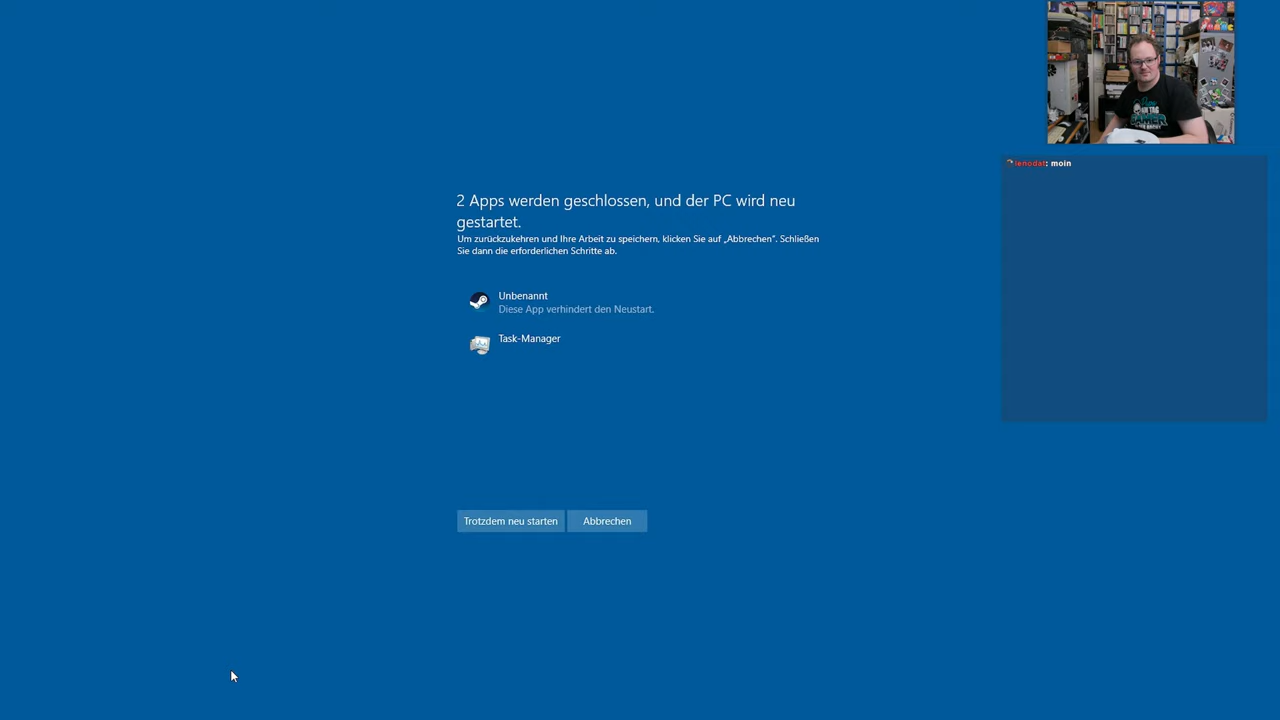 2 Apps werden geschlossen, und der PC wird neu
gestartet.
Um zurückzukehren und Ihre Arbeit zu speichern, klicken Sie auf „Abbrechen". Schließen
Sie dann die erforderlichen Schritte ab.
Unbenannt
Diese App verhindert den Neustart.
Task-Manager
Trotzdem neu starten
Abbrechen
lenodat: moin
GAMER